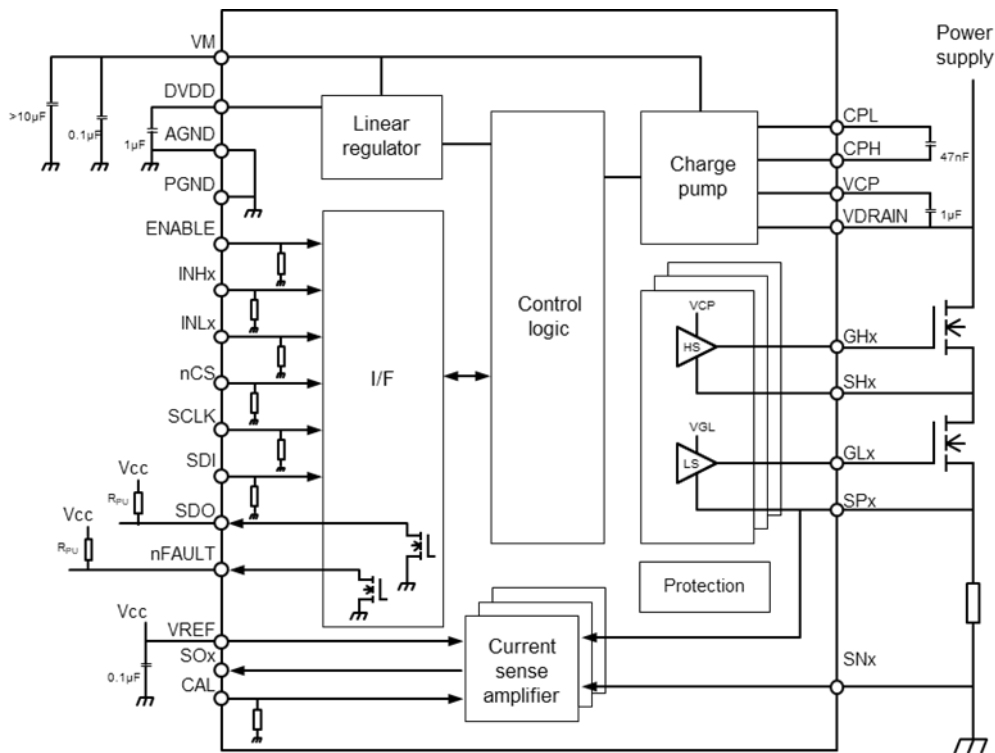 VM
Power
supply
DVDD
>10µF
0.1µF
1µF
AGND
Linear
regulator
CPL
CPH
47nF
Charge
pump
PGND
VCP
VDRAIN
1µF
ENABLE
INHx
INLx
nCS
SCLK
SDI
I/F
Control
logic
VCP
HS
GHx
SHx
VGL
LS
GLx
SPx
Vcc
RPU
SDO
Vcc
RPU
nFAULT
Protection
Vcc
VREF
SOx
0.1µF
CAL
Current
sense
amplifier
SNx